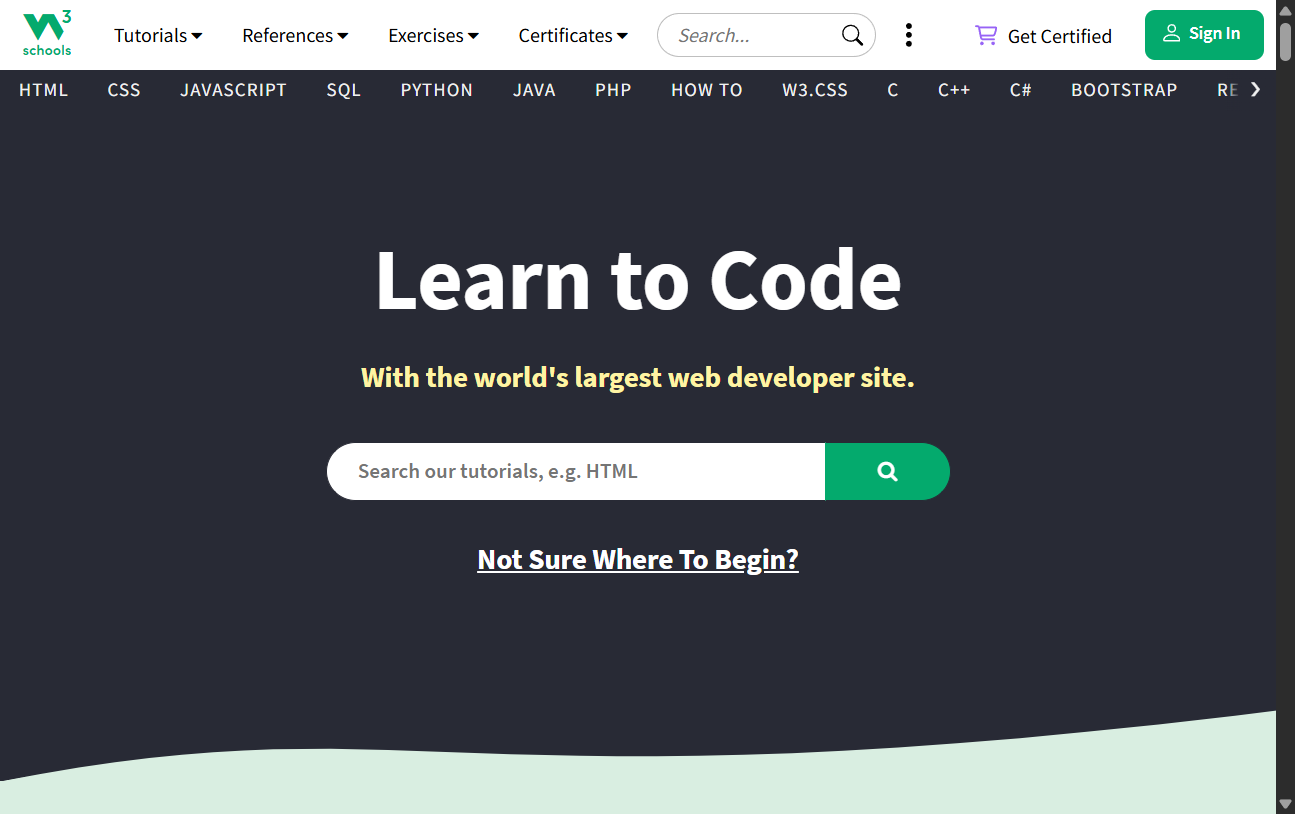 3
schools
Tutorials
References
Exercises
Certificates
Search...
Get Certified
Sign In
HTML CSS JAVASCRIPT SQL PYTHON JAVA PHP HOW TO W3.CSS C C++ C# BOOTSTRAP RE
Learn to Code
With the world's largest web developer site.
Search our tutorials, e.g. HTML
Not Sure Where To Begin?